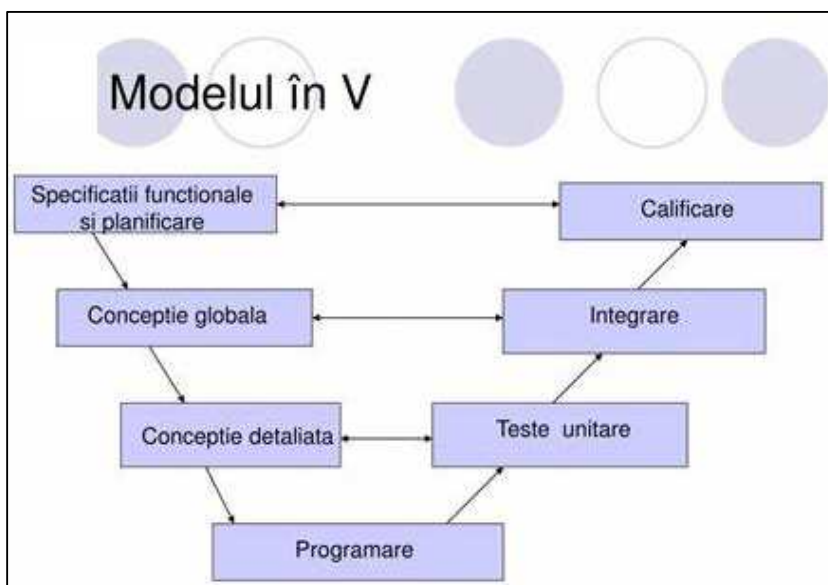 Modelul în V
Specificatii functionale
si planificare
Calificare
Conceptie globala
Integrare
Conceptie detaliata
Teste unitare
Programare